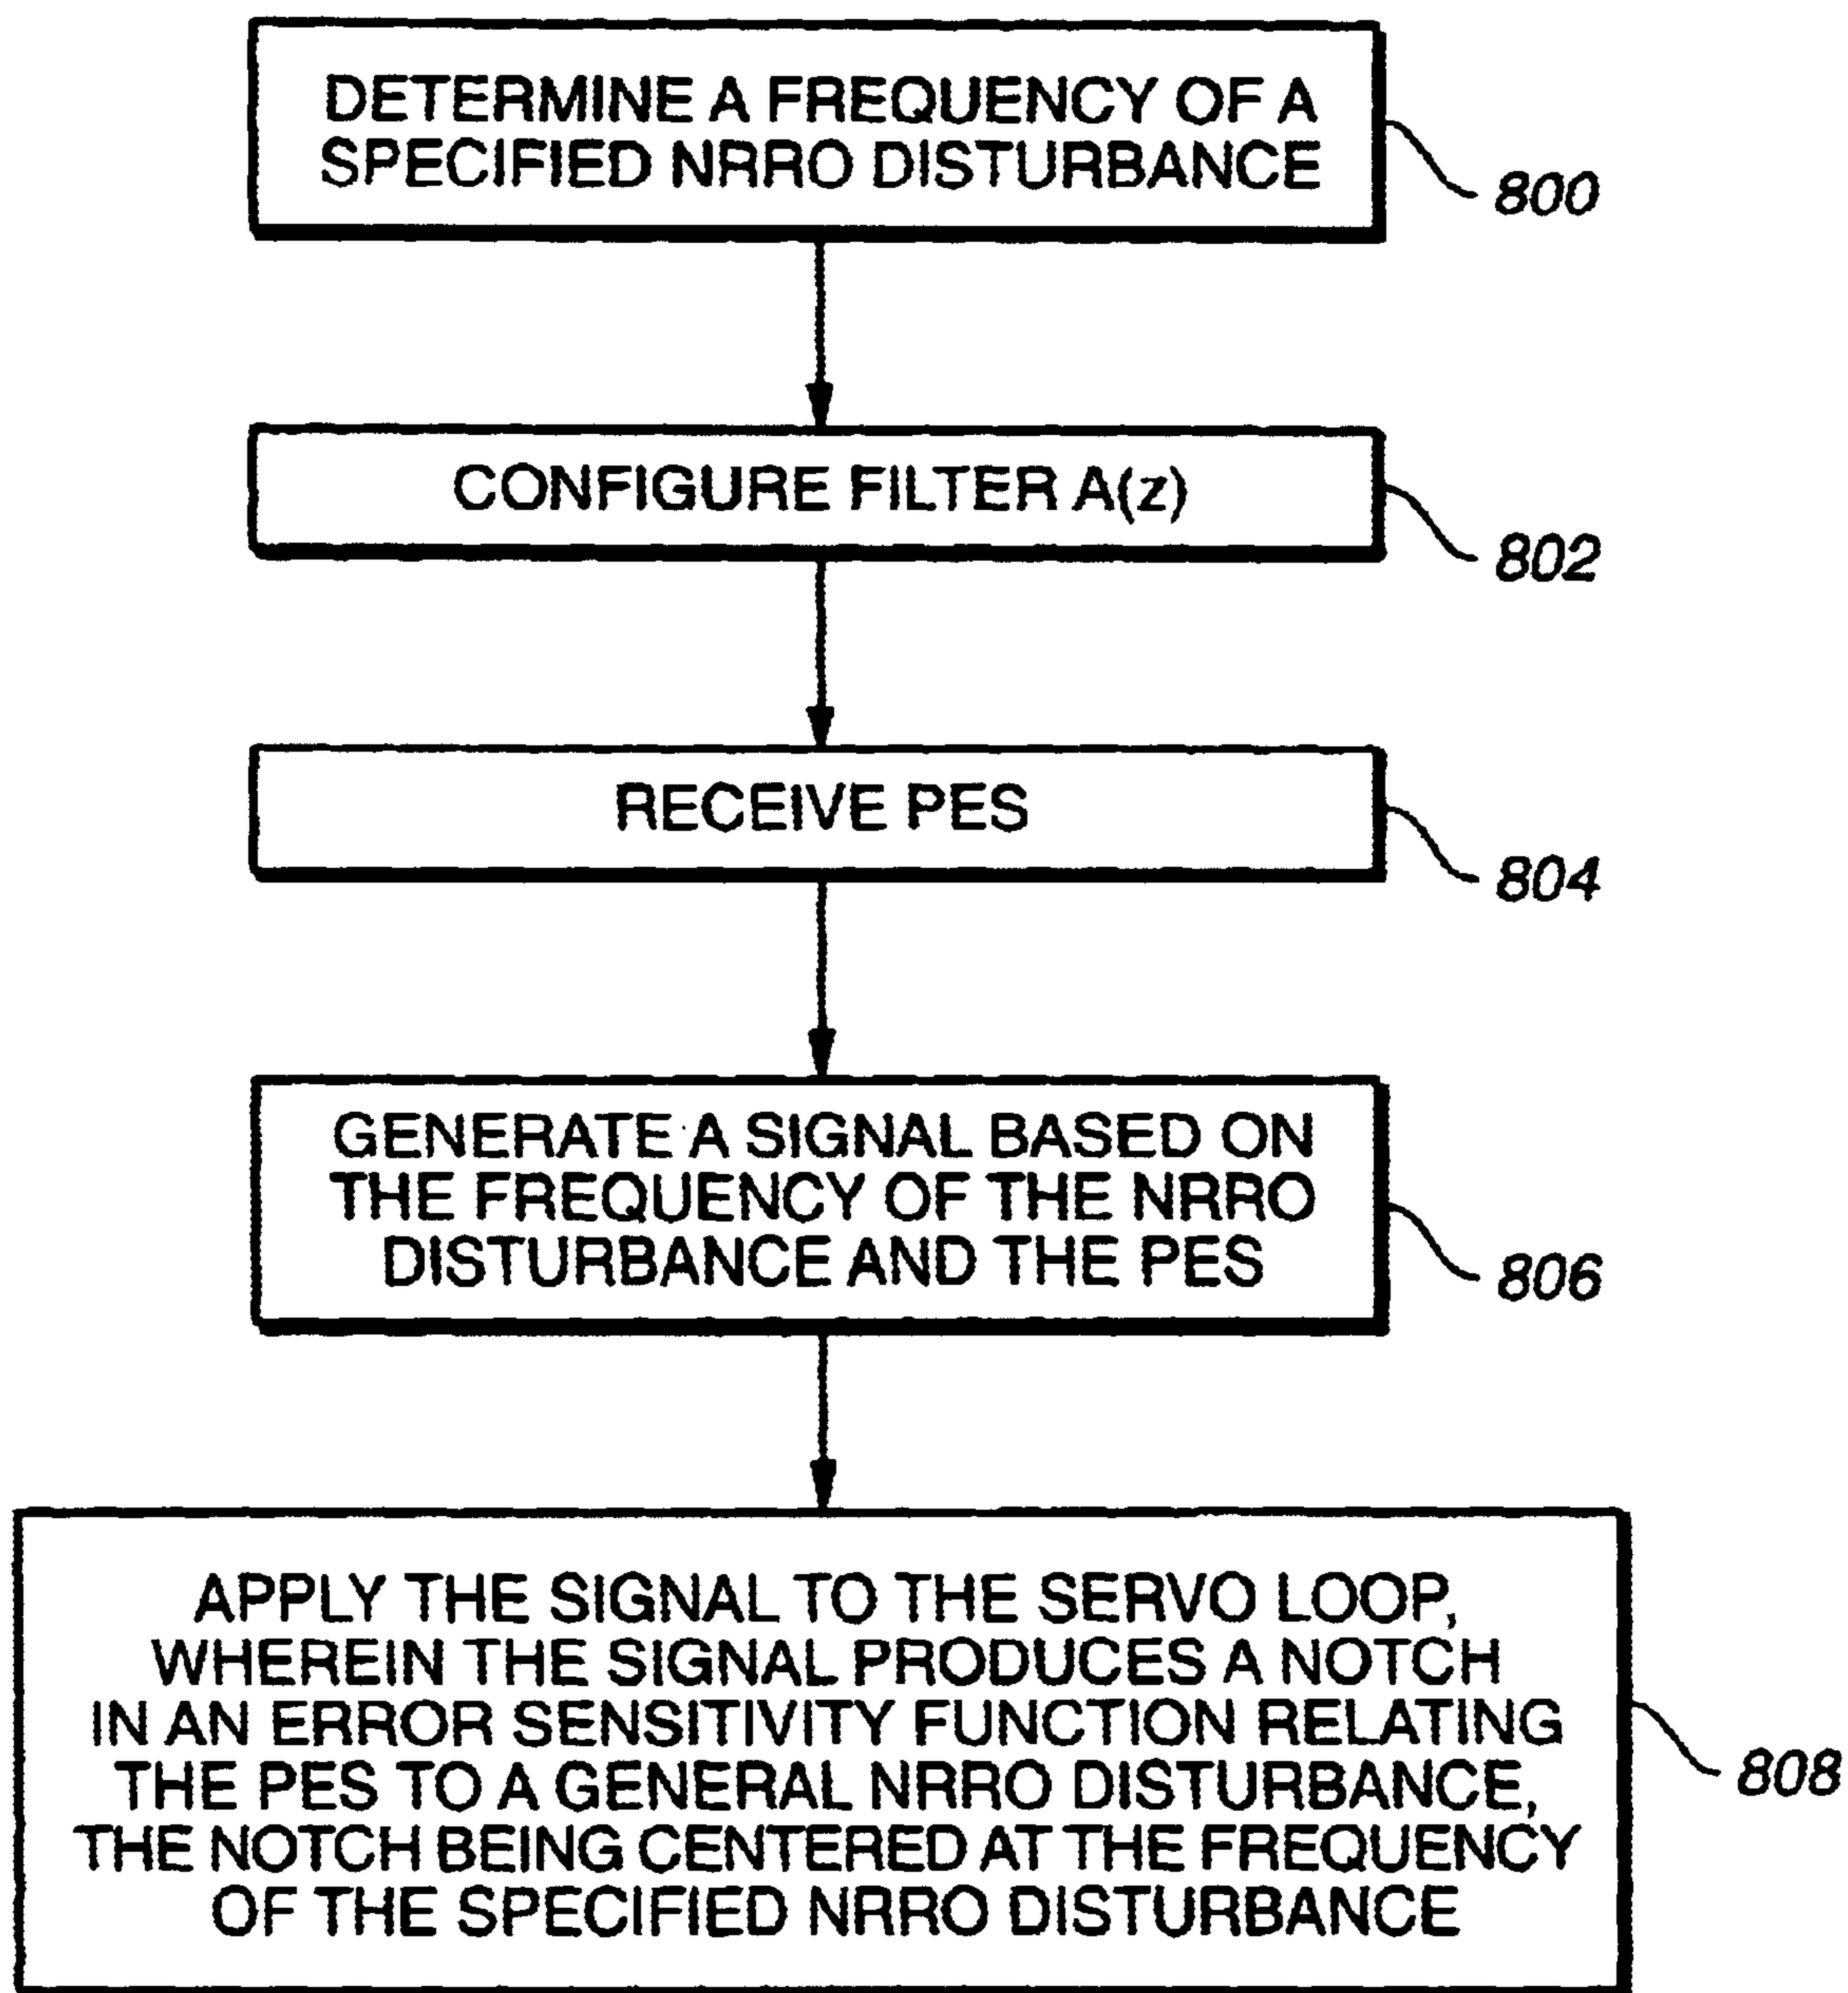 DETERMINE A FREQUENCY OF A
SPECIFIED NRRO DISTURBANCE
800
CONFIGURE FILTER A(z)
802
RECEIVE PES
804
GENERATE A SIGNAL BASED ON
THE FREQUENCY OF THE NRRO
DISTURBANCE AND THE PES
806
APPLY THE SIGNAL TO THE SERVO LOOP,
WHEREIN THE SIGNAL PRODUCES A NOTCH
IN AN ERROR SENSITIVITY FUNCTION RELATING
THE PES TO A GENERAL NRRO DISTURBANCE,
THE NOTCH BEING CENTERED AT THE FREQUENCY
OF THE SPECIFIED NRRO DISTURBANCE
808